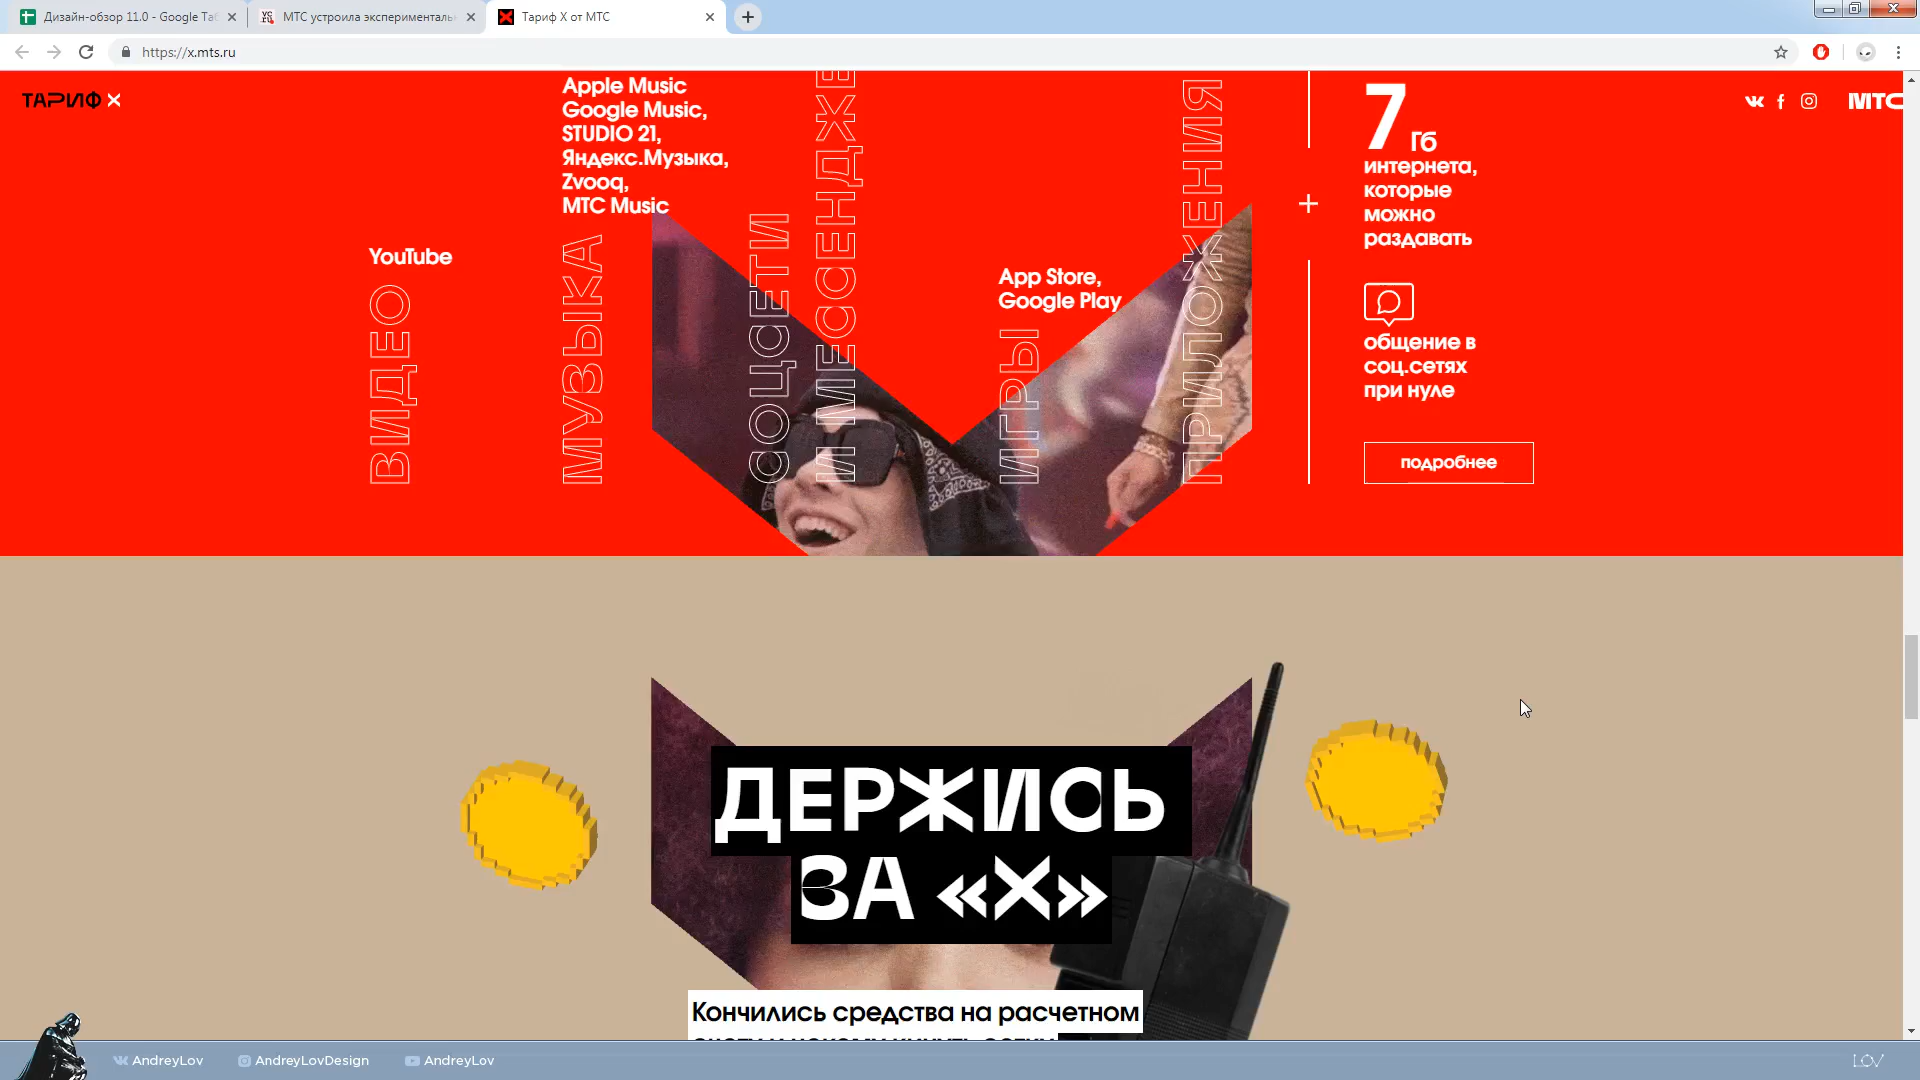 Дизайн-обзор 11.0 - Google Таб
МТС устроила эксперименталь
Тариф X от МТС
https://x.mts.ru
ТАРИФ X
МТС
Apple Music
Google Music,
STUDIO 21,
Яндекс.Музыка,
Zvooq,
МТС Music
YouTube
App Store,
Google Play
ВИДЕО
МУЗЫКА
СОЦСЕТИ
И МЕССЕНДЖЕ
ИГРЫ
ПРИЛОЖЕНИЯ
7 Гб
интернета,
которые
можно
раздавать
+
общение в
соц.сетях
при нуле
подробнее
ДЕРЖИСЬ
ЗА «X»
Кончились средства на расчетном
AndreyLov
AndreyLovDesign
AndreyLov
LOV